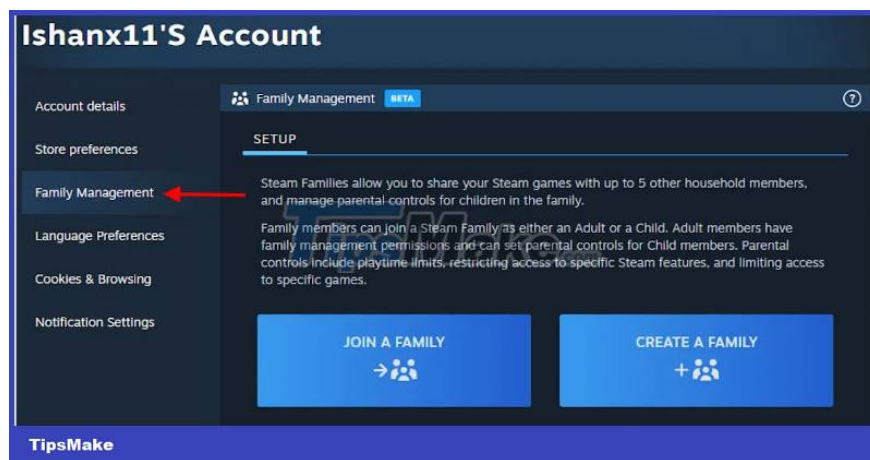 Ishanx11'S Account
Account details
Store preferences
Family Management
Language Preferences
Cookies & Browsing
Notification Settings
Family Management BETA
SETUP
Steam Families allow you to share your Steam games with up to 5 other household members,
and manage parental controls for children in the family.
Family members can join a Steam Family as either an Adult or a Child. Adult members have
family management permissions and can set parental controls for Child members. Parental
controls include playtime limits, restricting access to specific Steam features, and limiting access
to specific games.
TipsMake.com
JOIN A FAMILY
CREATE A FAMILY
TipsMake